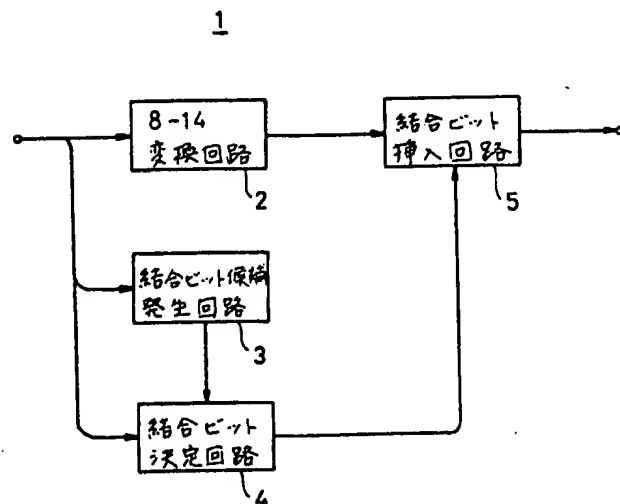 1
8-14
変換回路
2
結合ビット
挿入回路
5
結合ビット候補
発生回路
3
結合ビット
決定回路
4